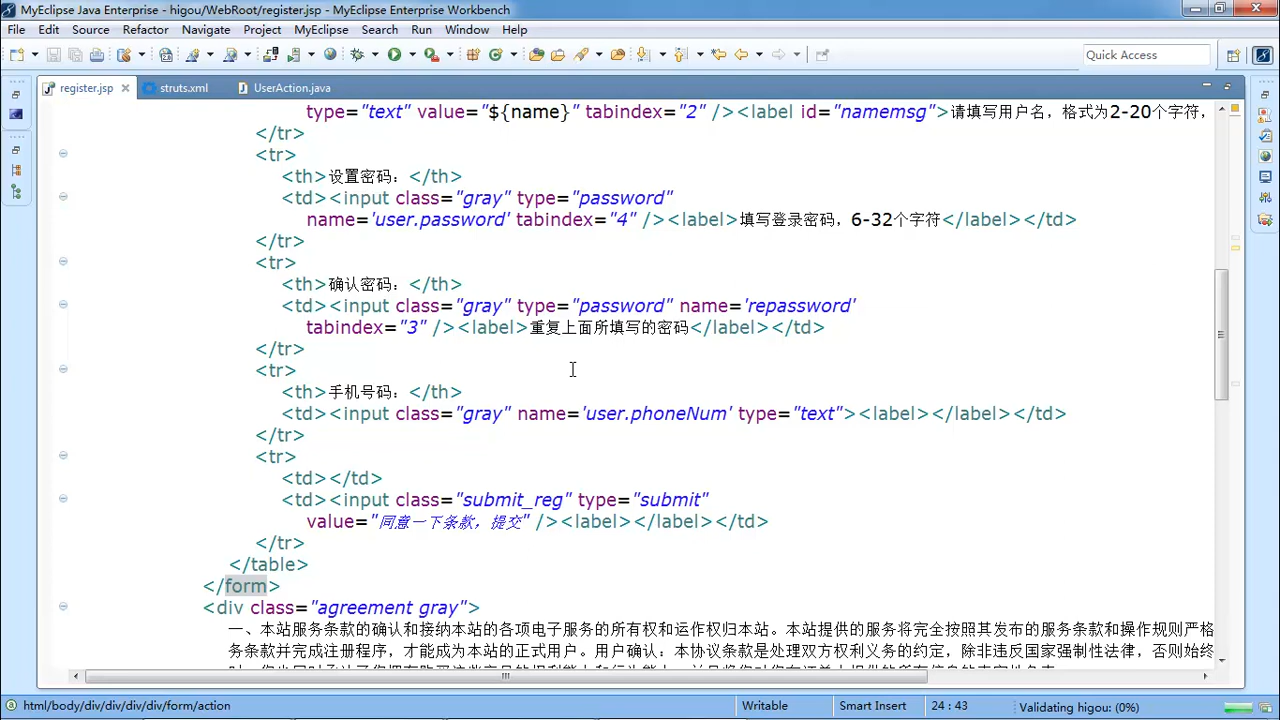 MyEclipse Java Enterprise - higou/WebRoot/register.jsp - MyEclipse Enterprise Workbench
File Edit Source Refactor Navigate Project MyEclipse Search Run Window Help
Quick Access
register.jsp struts.xml UserAction.java
type="text" value="${name}" tabindex="2" /><label id="namemsg">请填写用户名，格式为2-20个字符，
</tr>
<tr>
<th>设置密码：</th>
<td><input class="gray" type="password"
name='user.password' tabindex="4" /><label>填写登录密码，6-32个字符</label></td>
</tr>
<tr>
<th>确认密码：</th>
<td><input class="gray" type="password" name='repassword'
tabindex="3" /><label>重复上面所填写的密码</label></td>
</tr>
<tr>
<th>手机号码：</th>
<td><input class="gray" name='user.phoneNum' type="text"><label></label></td>
</tr>
<tr>
<td></td>
<td><input class="submit_reg" type="submit"
value="同意一下条款，提交" /><label></label></td>
</tr>
</table>
</form>
<div class="agreement gray">
一、本站服务条款的确认和接纳本站的各项电子服务的所有权和运作权归本站。本站提供的服务将完全按照其发布的服务条款和操作规则严格
务条款并完成注册程序，才能成为本站的正式用户。用户确认：本协议条款是处理双方权利义务的约定，除非违反国家强制性法律，否则始终
html/body/div/div/div/div/form/action Writable Smart Insert 24 : 43 Validating higou: (0%)